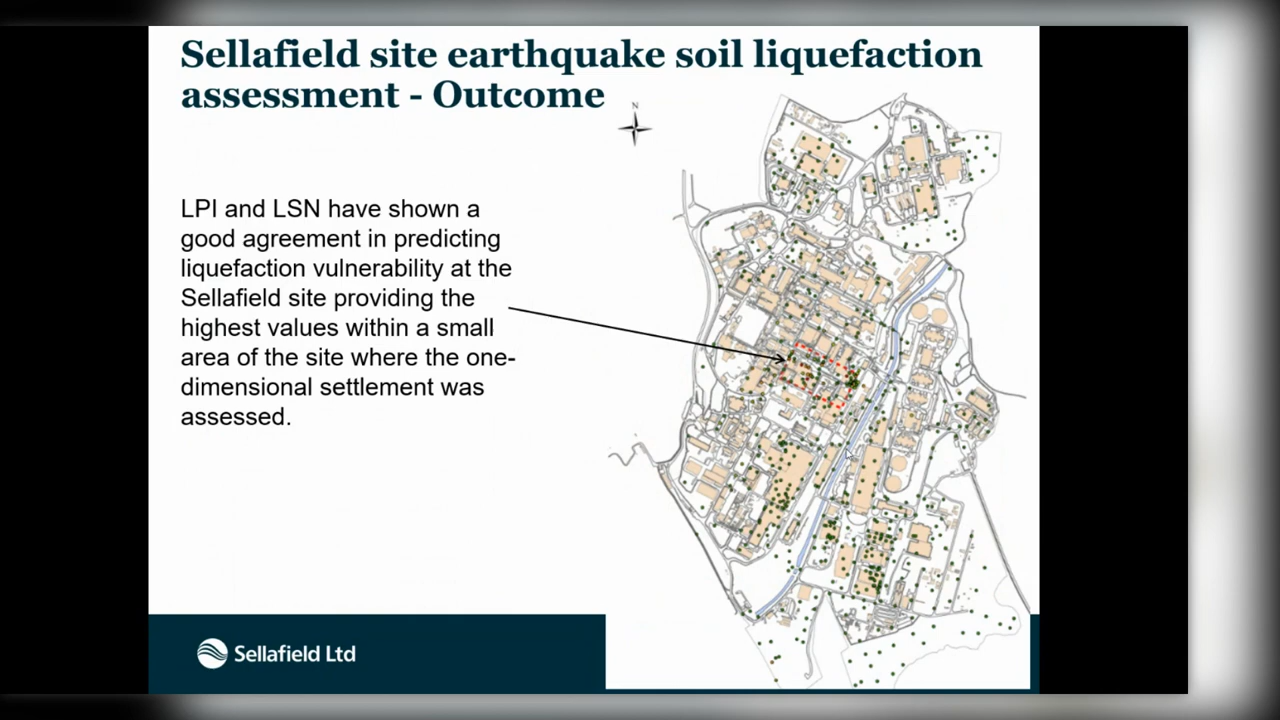 Sellafield site earthquake soil liquefaction
assessment - Outcome
N
LPI and LSN have shown a
good agreement in predicting
liquefaction vulnerability at the
Sellafield site providing the
highest values within a small
area of the site where the one-
dimensional settlement was
assessed.
Sellafield Ltd